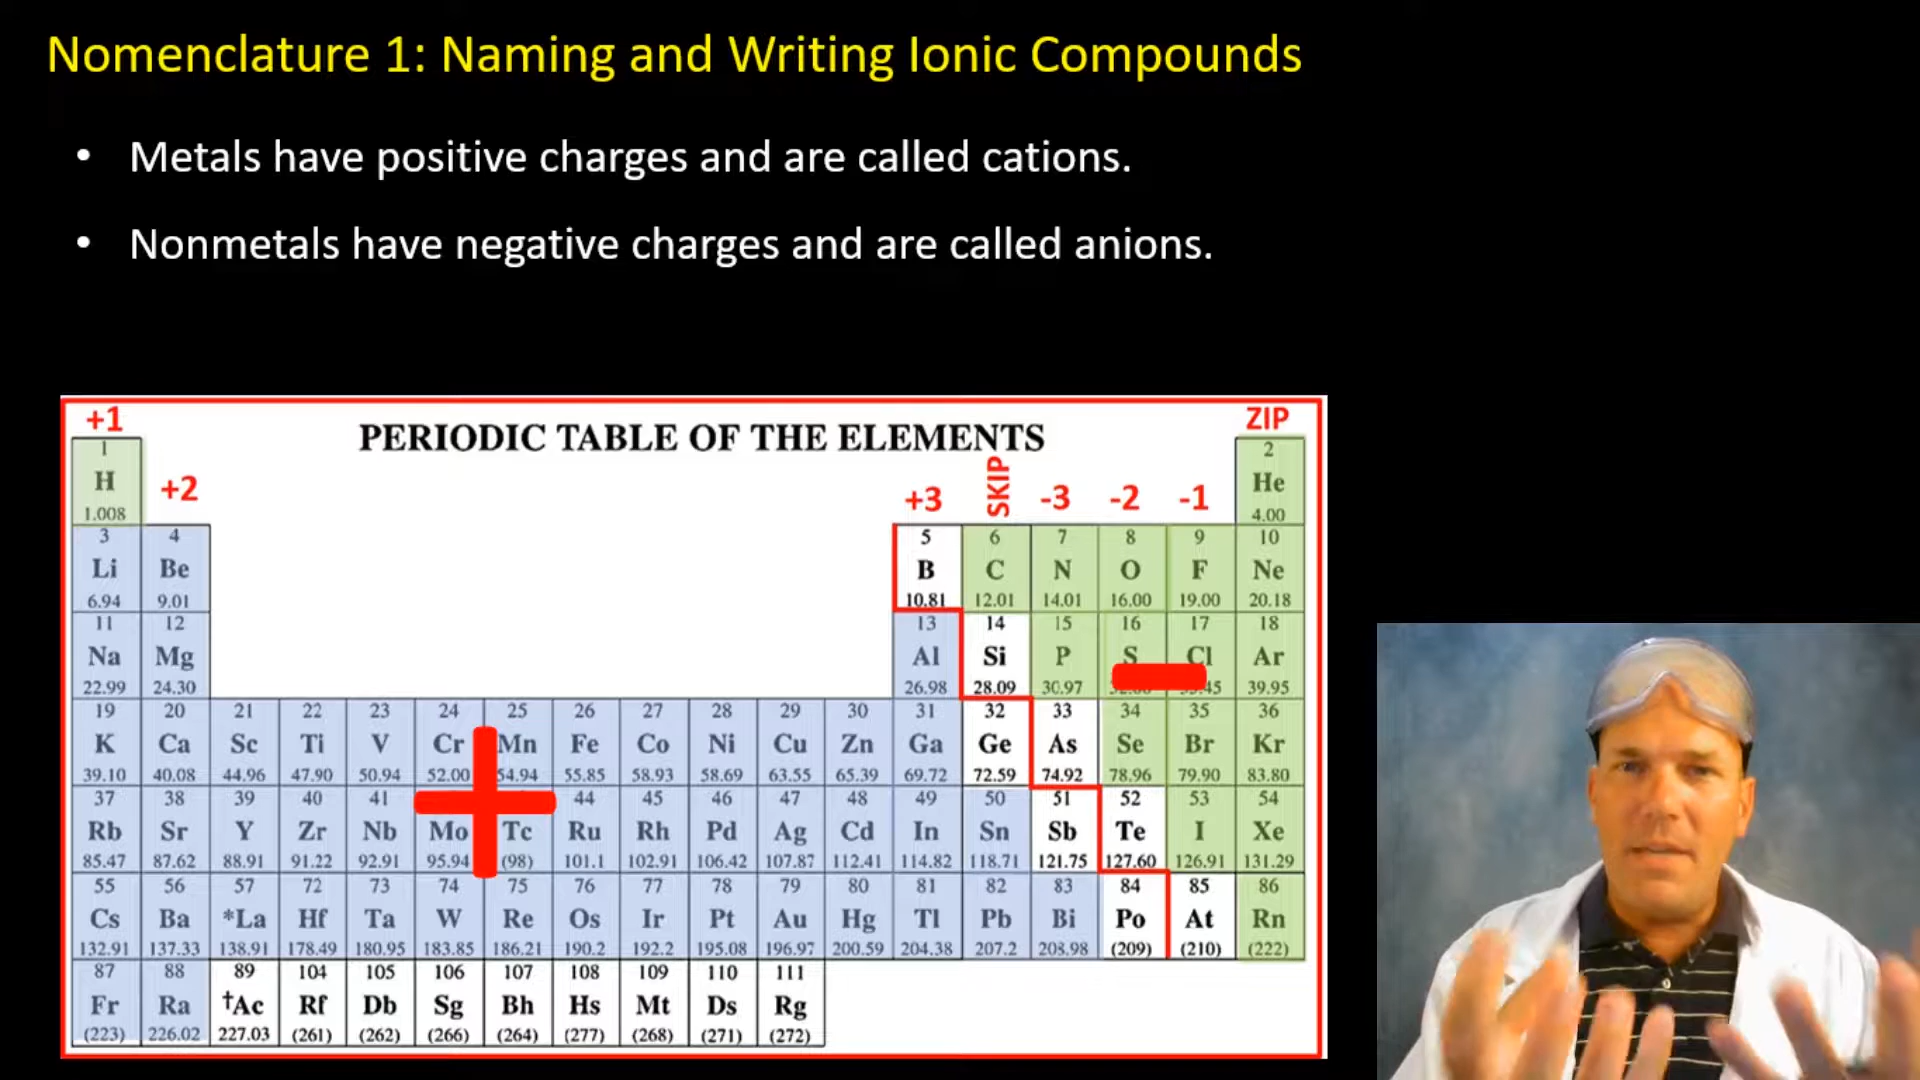 Nomenclature 1: Naming and Writing Ionic Compounds
• Metals have positive charges and are called cations.
• Nonmetals have negative charges and are called anions.
+1 ZIP
PERIODIC TABLE OF THE ELEMENTS
+2 +3 SKIP -3 -2 -1
1 2
H He
1.008 4.00
3 4 5 6 7 8 9 10
Li Be B C N O F Ne
6.94 9.01 10.81 12.01 14.01 16.00 19.00 20.18
11 12 13 14 15 16 17 18
Na Mg Al Si P S Cl Ar
22.99 24.30 26.98 28.09 30.97 39.95
19 20 21 22 23 24 25 26 27 28 29 30 31 32 33 34 35 36
K Ca Sc Ti V Cr Mn Fe Co Ni Cu Zn Ga Ge As Se Br Kr
39.10 40.08 44.96 47.90 50.94 52.00 54.94 55.85 58.93 58.69 63.55 65.39 69.72 72.59 74.92 78.96 79.90 83.80
37 38 39 40 41 44 45 46 47 48 49 50 51 52 53 54
Rb Sr Y Zr Nb Mo Tc Ru Rh Pd Ag Cd In Sn Sb Te I Xe
85.47 87.62 88.91 91.22 92.91 95.94 (98) 101.1 102.91 106.42 107.87 112.41 114.82 118.71 121.75 127.60 126.91 131.29
55 56 57 72 73 74 75 76 77 78 79 80 81 82 83 84 85 86
Cs Ba *La Hf Ta W Re Os Ir Pt Au Hg Tl Pb Bi Po At Rn
132.91 137.33 138.91 178.49 180.95 183.85 186.21 190.2 192.2 195.08 196.97 200.59 204.38 207.2 208.98 (209) (210) (222)
87 88 89 104 105 106 107 108 109 110 111
Fr Ra †Ac Rf Db Sg Bh Hs Mt Ds Rg
(223) 226.02 227.03 (261) (262) (266) (264) (277) (268) (271) (272)